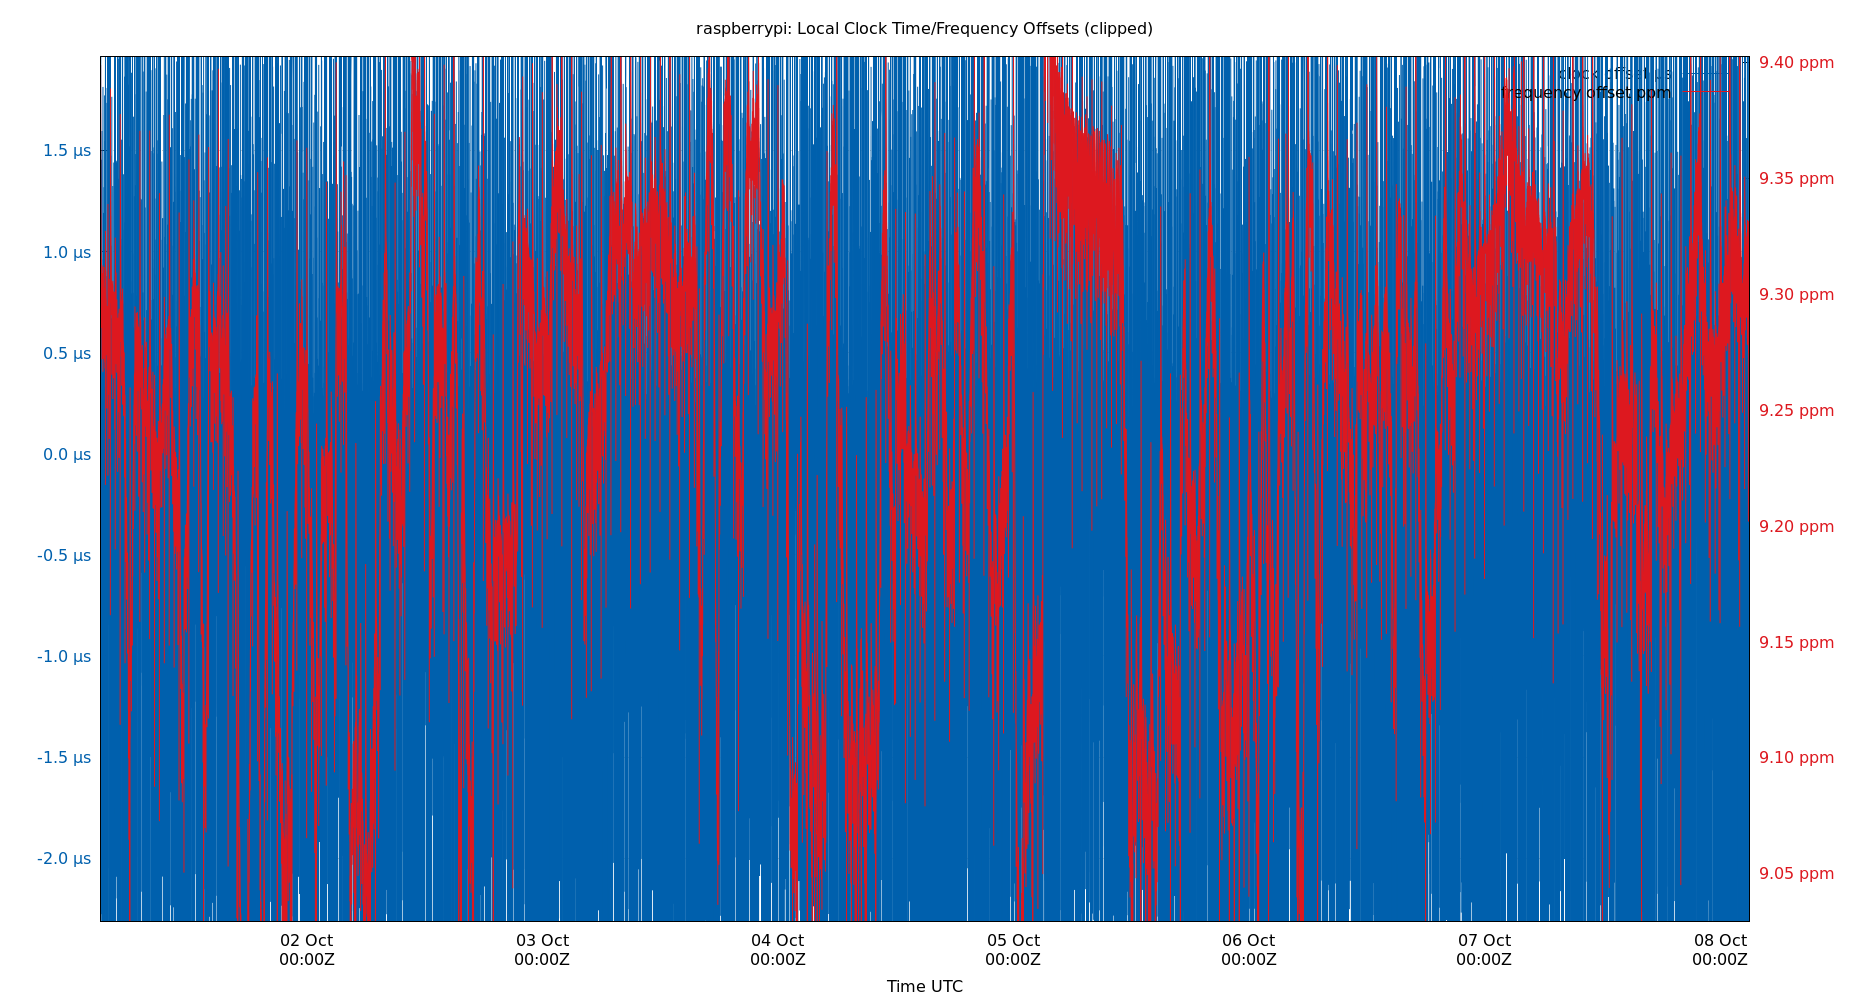 raspberrypi: Local Clock Time/Frequency Offsets (clipped)
clock offset µs
frequency offset ppm
1.5 µs
1.0 µs
0.5 µs
0.0 µs
-0.5 µs
-1.0 µs
-1.5 µs
-2.0 µs
9.40 ppm
9.35 ppm
9.30 ppm
9.25 ppm
9.20 ppm
9.15 ppm
9.10 ppm
9.05 ppm
02 Oct
00:00Z
03 Oct
00:00Z
04 Oct
00:00Z
05 Oct
00:00Z
06 Oct
00:00Z
07 Oct
00:00Z
08 Oct
00:00Z
Time UTC